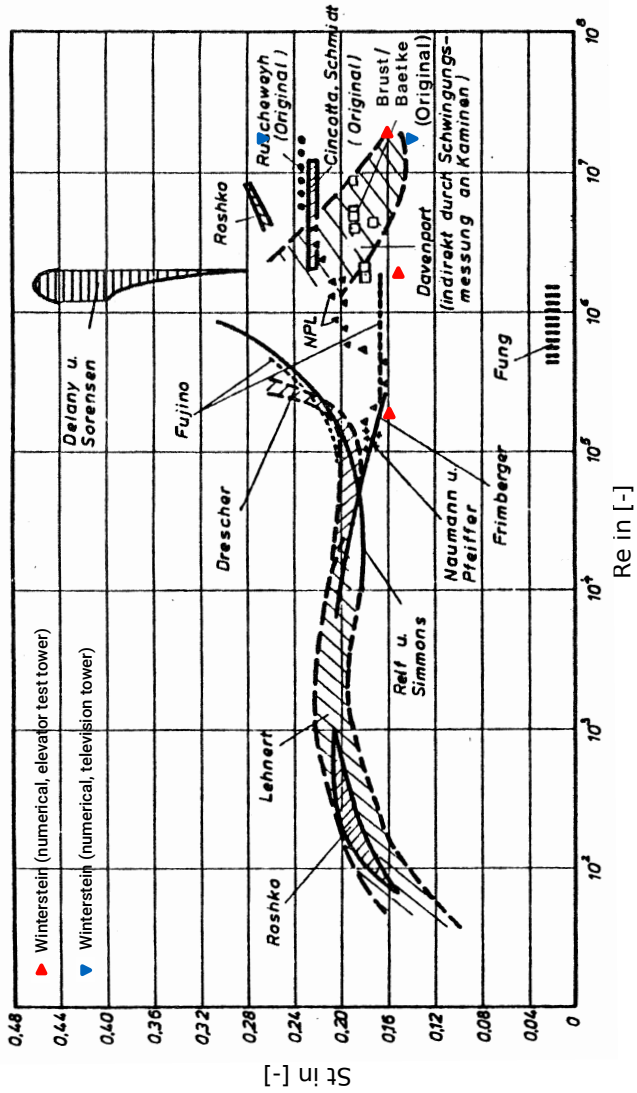 Winterstein (numerical, elevator test tower)
Winterstein (numerical, television tower)
St in [-]
0,48
0,44
0,40
0,36
0,32
0,28
0,24
0,20
0,16
0,12
0,08
0,04
0
Re in [-]
10²
10³
10⁴
10⁵
10⁶
10⁷
10⁸
Delany u.
Sorensen
Fujino
Drescher
Lehnert
Roshko
Roshko
Ruscheweyh
(Original)
Cincotta, Schmidt
(Original)
Brust/
Baetke
(Original)
NPL
Davenport
(indirekt durch Schwingungs-
messung an Kaminen)
Fung
Naumann u.
Pfeiffer
Frimberger
Relf u.
Simmons